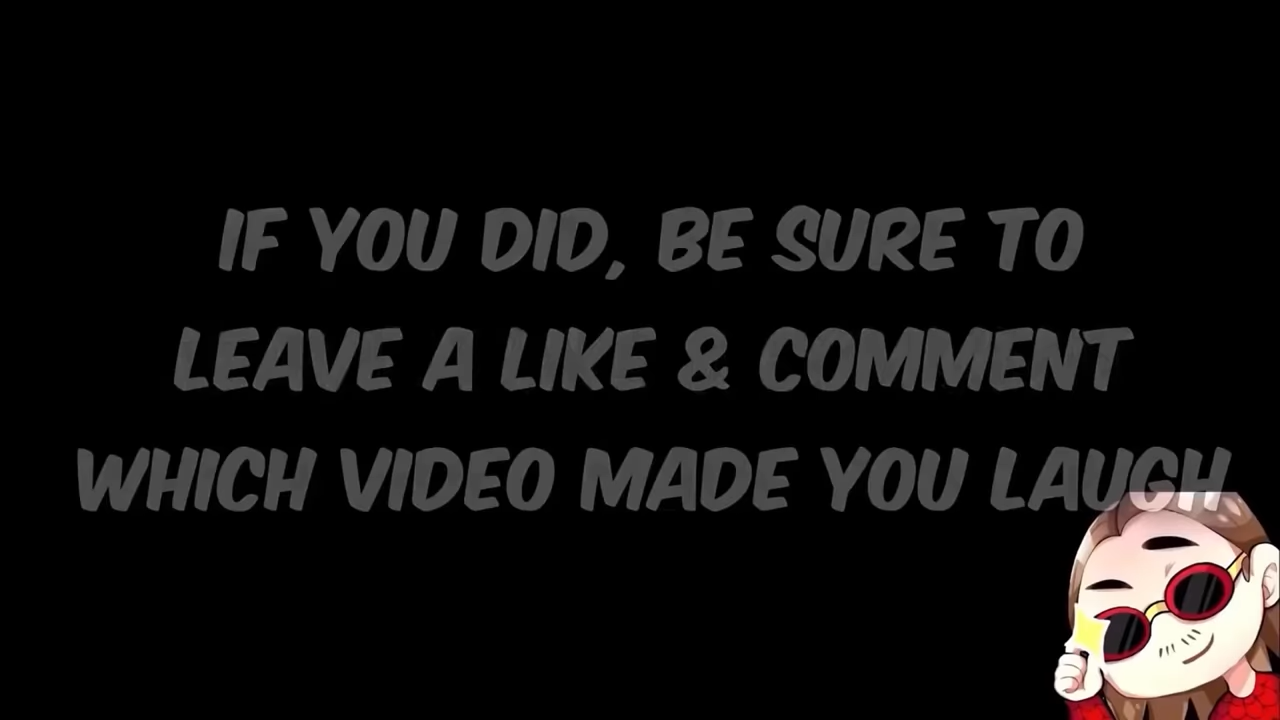 IF YOU DID, BE SURE TO
LEAVE A LIKE & COMMENT
WHICH VIDEO MADE YOU LAUGH